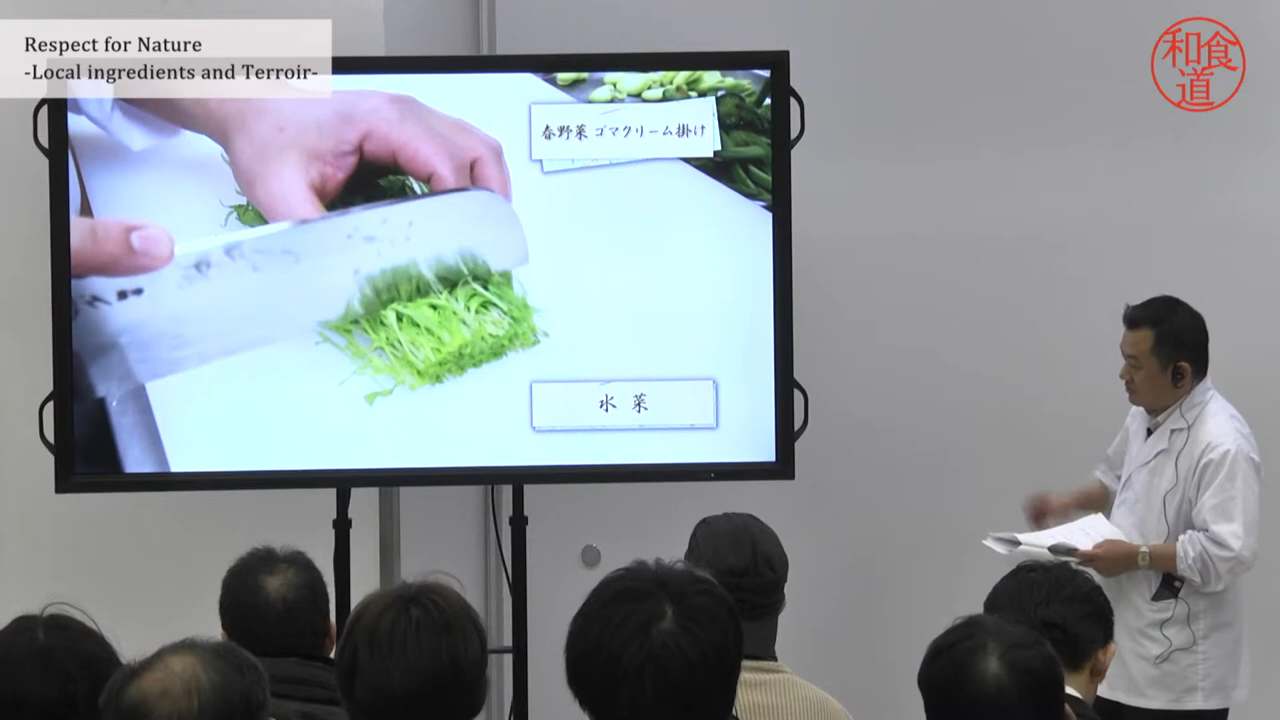 Respect for Nature
-Local ingredients and Terroir-
和食道
春野菜 ゴマクリーム掛け
水菜